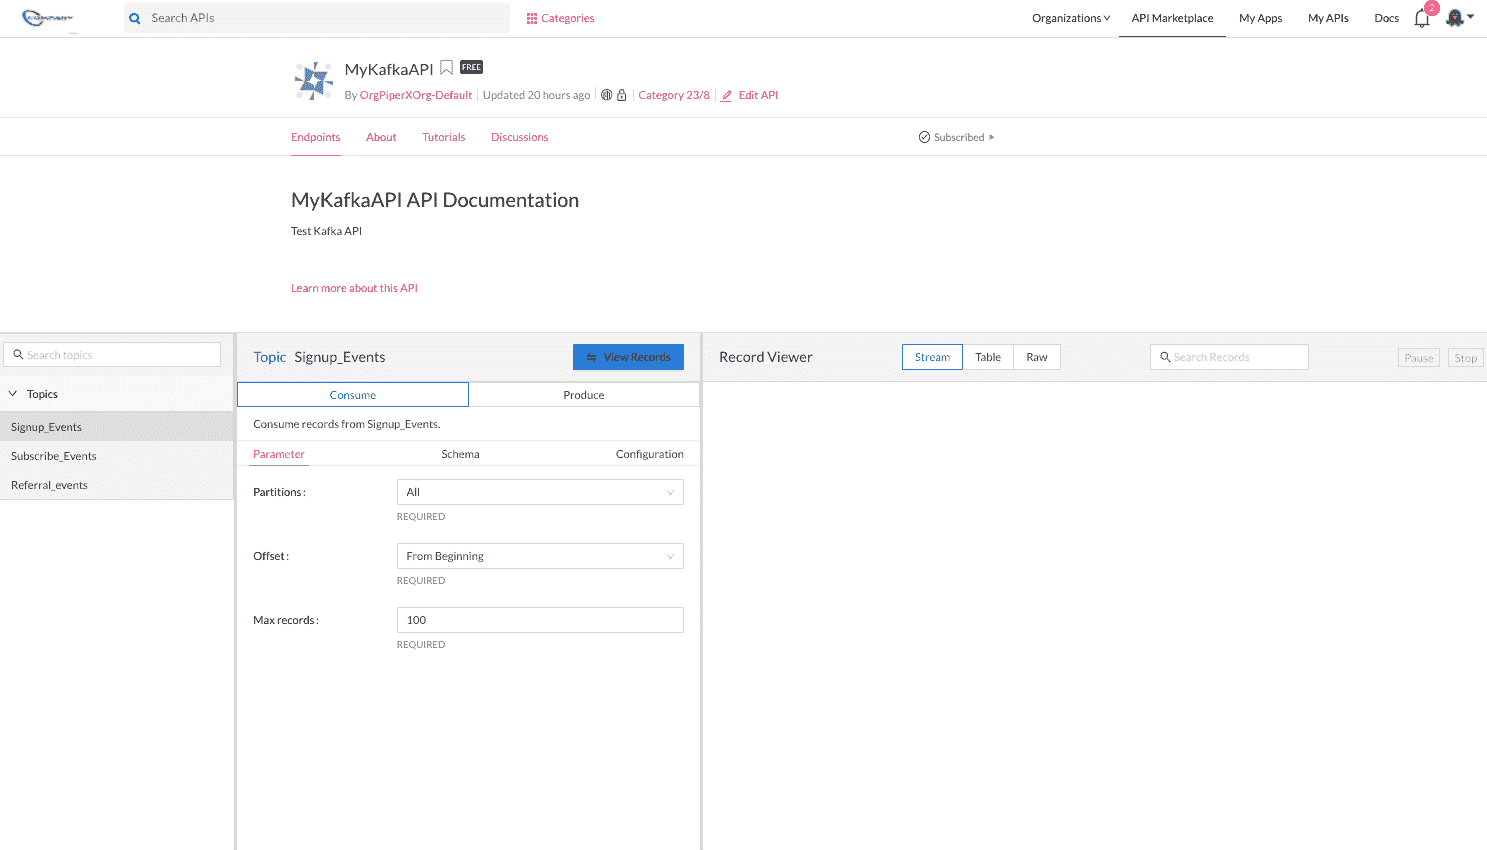 Search APIs
Categories
Organizations
API Marketplace
My Apps
My APIs
Docs
2
MyKafkaAPI
FREE
By OrgPiperXOrg-Default
Updated 20 hours ago
Category 23/8
Edit API
Endpoints
About
Tutorials
Discussions
Subscribed
MyKafkaAPI API Documentation
Test Kafka API
Learn more about this API
Search topics
Topics
Signup_Events
Subscribe_Events
Referral_events
Topic Signup_Events
View Records
Consume
Produce
Consume records from Signup_Events.
Parameter
Schema
Configuration
Partitions :
All
REQUIRED
Offset :
From Beginning
REQUIRED
Max records :
100
REQUIRED
Record Viewer
Stream
Table
Raw
Search Records
Pause
Stop